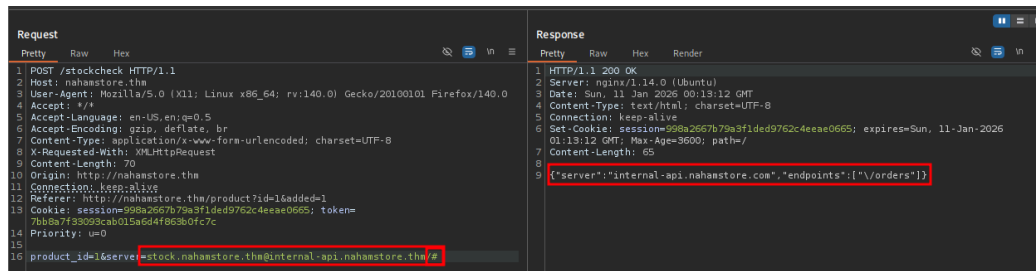 Request
Pretty Raw Hex
\n
1 POST /stockcheck HTTP/1.1
2 Host: nahamstore.thm
3 User-Agent: Mozilla/5.0 (X11; Linux x86_64; rv:140.0) Gecko/20100101 Firefox/140.0
4 Accept: */*
5 Accept-Language: en-US,en;q=0.5
6 Accept-Encoding: gzip, deflate, br
7 Content-Type: application/x-www-form-urlencoded; charset=UTF-8
8 X-Requested-With: XMLHttpRequest
9 Content-Length: 70
10 Origin: http://nahamstore.thm
11 Connection: keep-alive
12 Referer: http://nahamstore.thm/product?id=1&added=1
13 Cookie: session=998a2667b79a3f1ded9762c4eeae0665; token=
7bb8a7f33093cab015a6d4f863b0fc7c
14 Priority: u=0
15
16 product_id=1&server=stock.nahamstore.thm@internal-api.nahamstore.thm/#
Response
Pretty Raw Hex Render
\n
1 HTTP/1.1 200 OK
2 Server: nginx/1.14.0 (Ubuntu)
3 Date: Sun, 11 Jan 2026 00:13:12 GMT
4 Content-Type: text/html; charset=UTF-8
5 Connection: keep-alive
6 Set-Cookie: session=998a2667b79a3f1ded9762c4eeae0665; expires=Sun, 11-Jan-2026
01:13:12 GMT; Max-Age=3600; path=/
7 Content-Length: 65
8
9 {"server":"internal-api.nahamstore.com","endpoints":["\/orders"]}